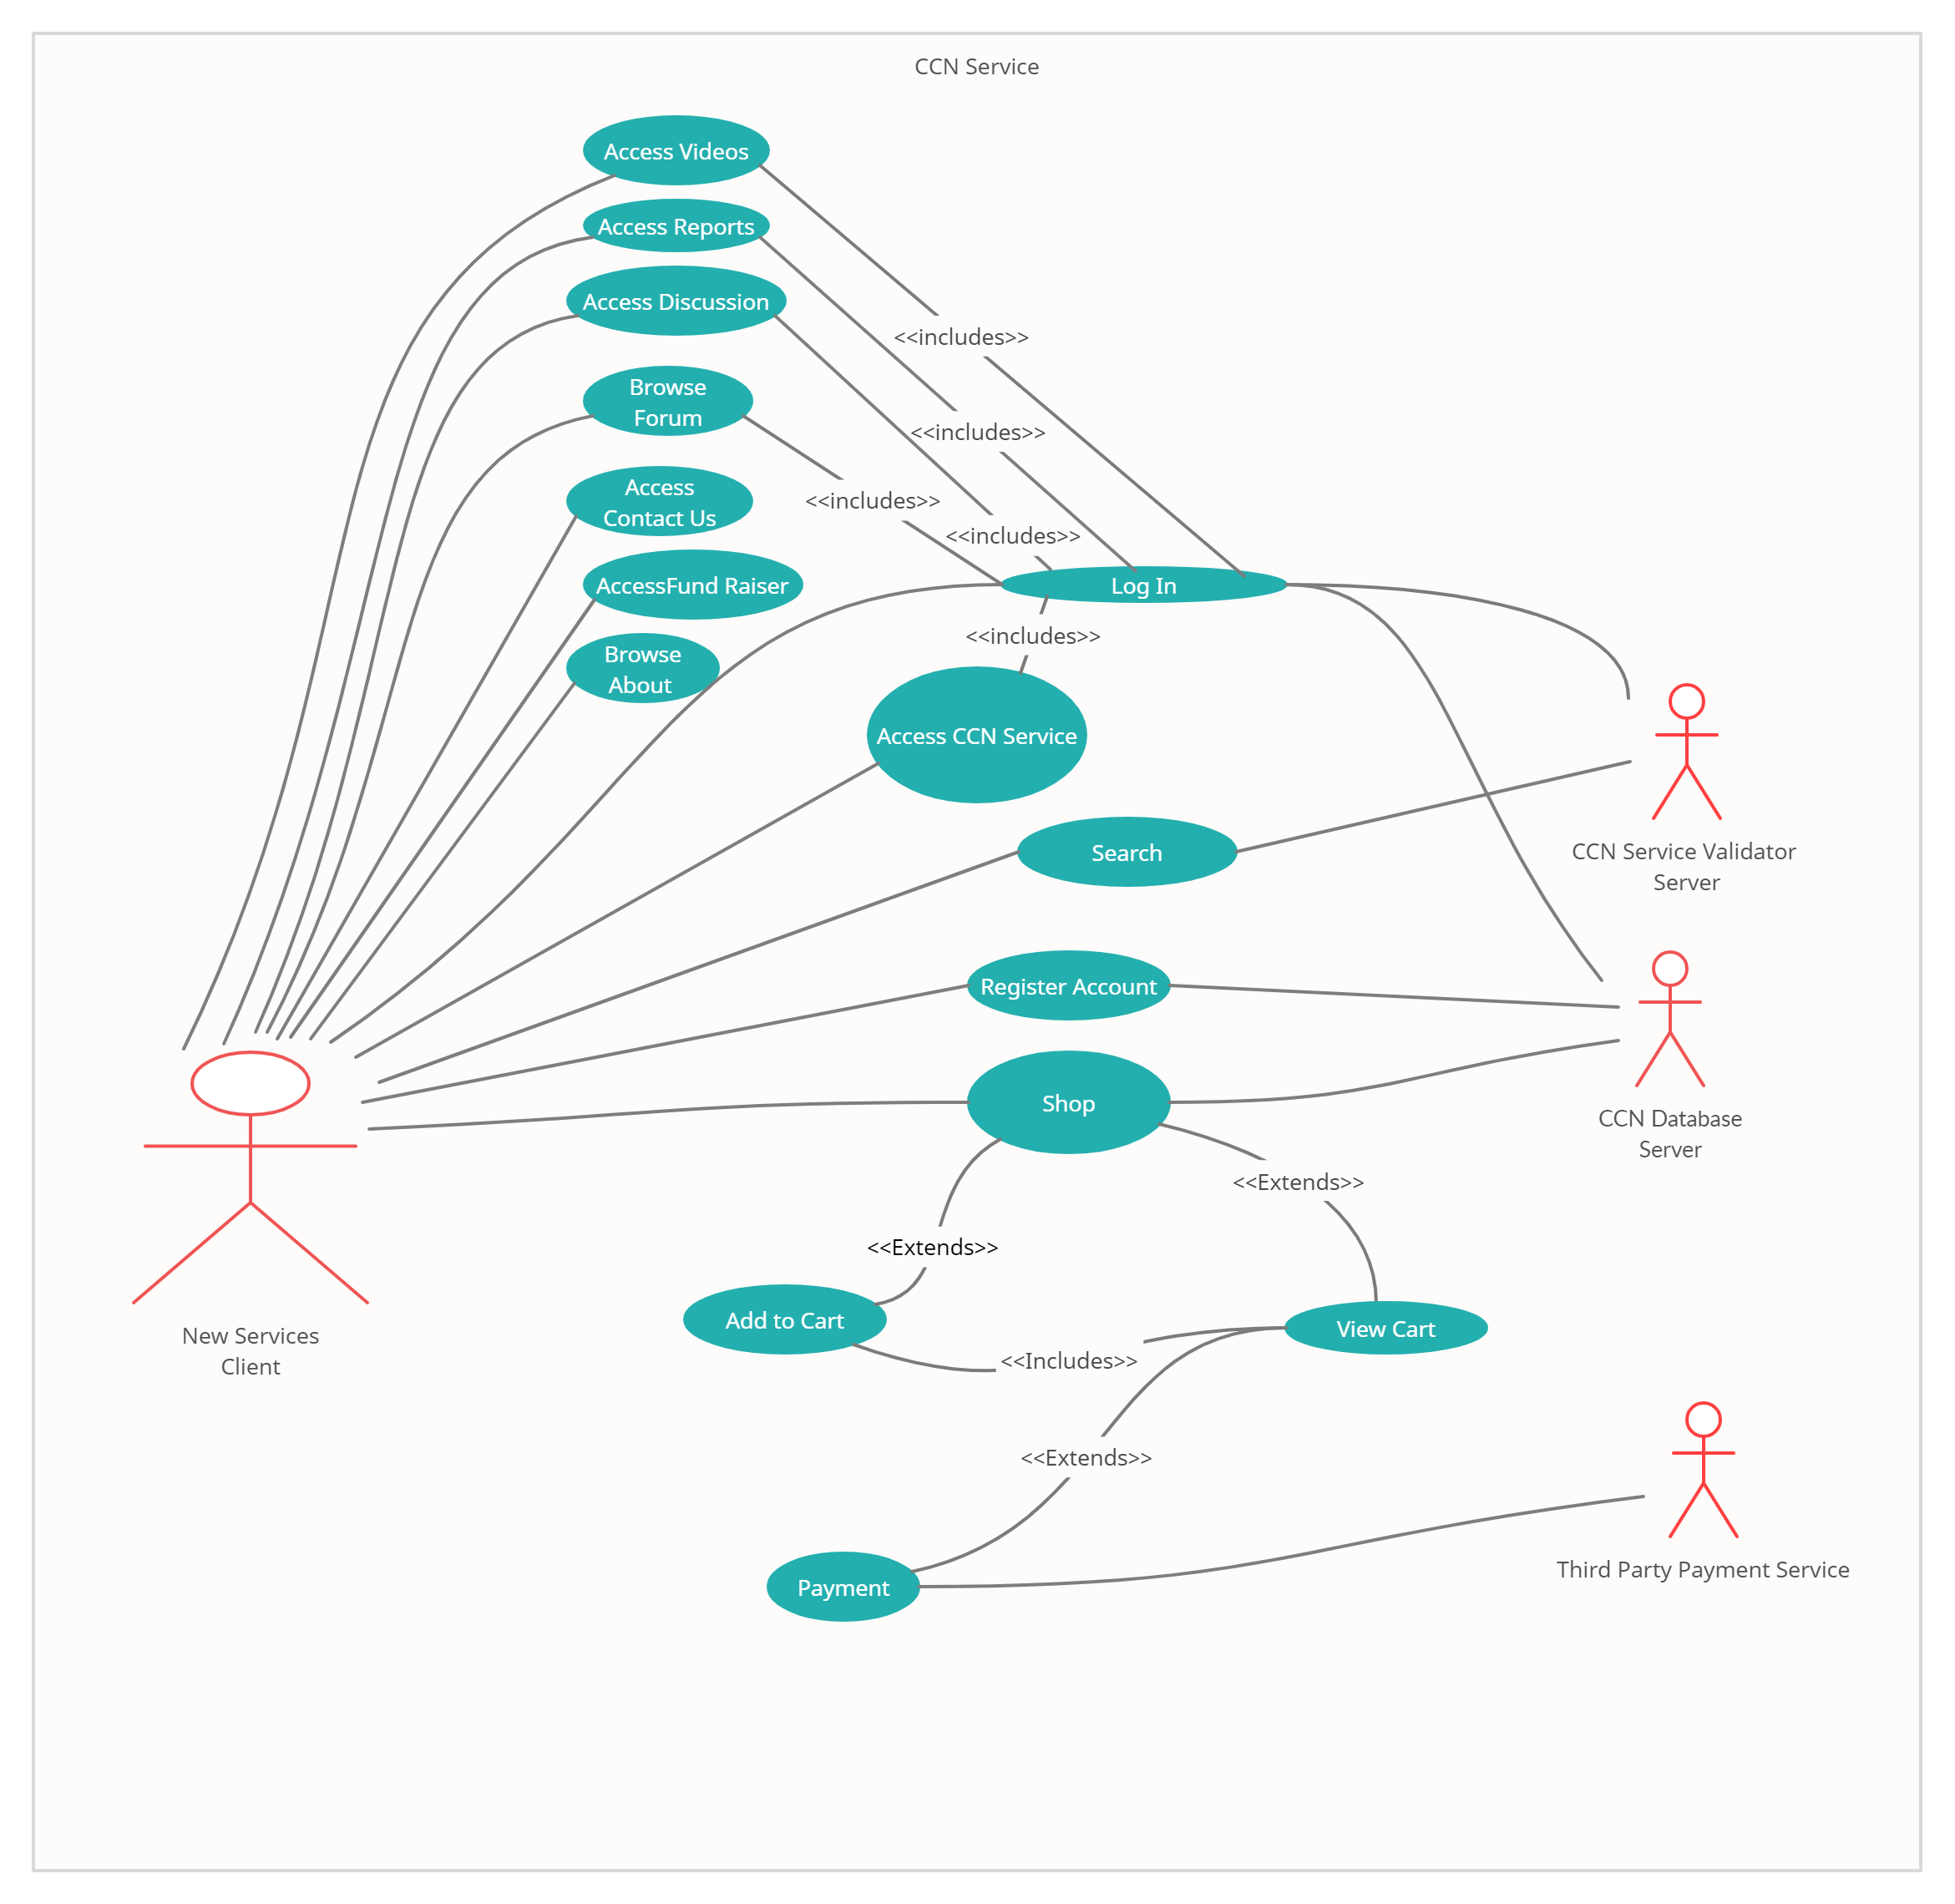 CCN Service
Access Videos
Access Reports
Access Discussion
<<includes>>
Browse
Forum
<<includes>>
Access
Contact Us
<<includes>>
<<includes>>
AccessFund Raiser
Log In
<<includes>>
Browse
About
Access CCN Service
Search
CCN Service Validator
Server
Register Account
Shop
CCN Database
Server
<<Extends>>
<<Extends>>
Add to Cart
View Cart
New Services
Client
<<Includes>>
<<Extends>>
Payment
Third Party Payment Service